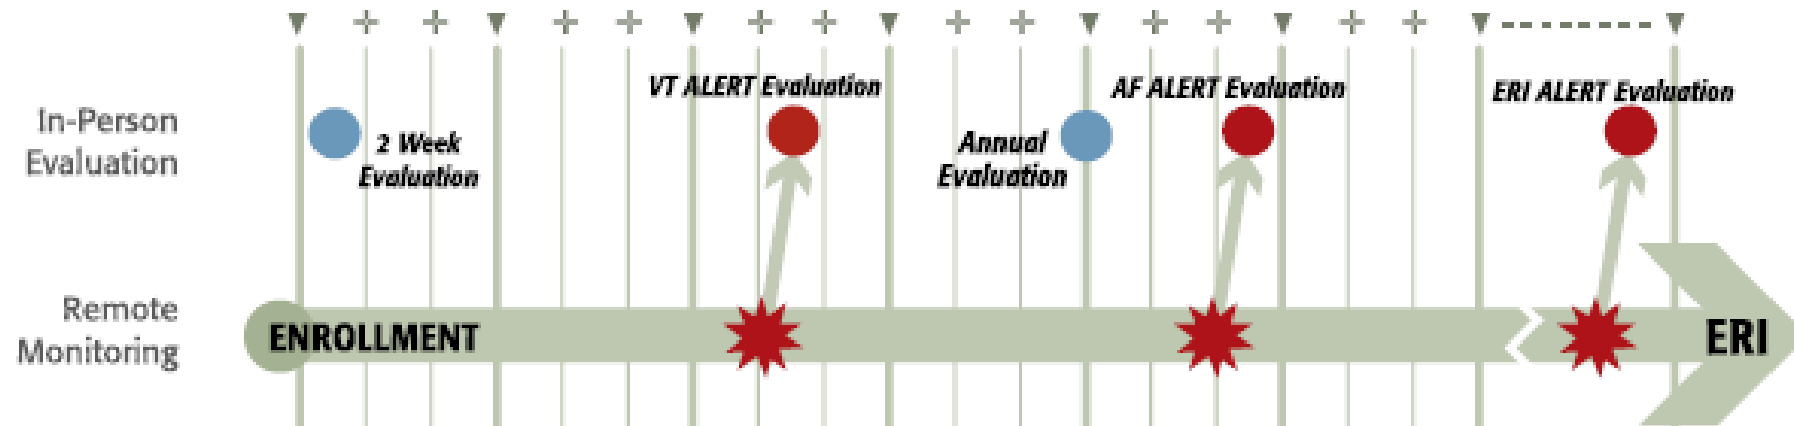 VT ALERT Evaluation
AF ALERT Evaluation
ERI ALERT Evaluation
In-Person
Evaluation
2 Week
Evaluation
Annual
Evaluation
Remote
Monitoring
ENROLLMENT
ERI